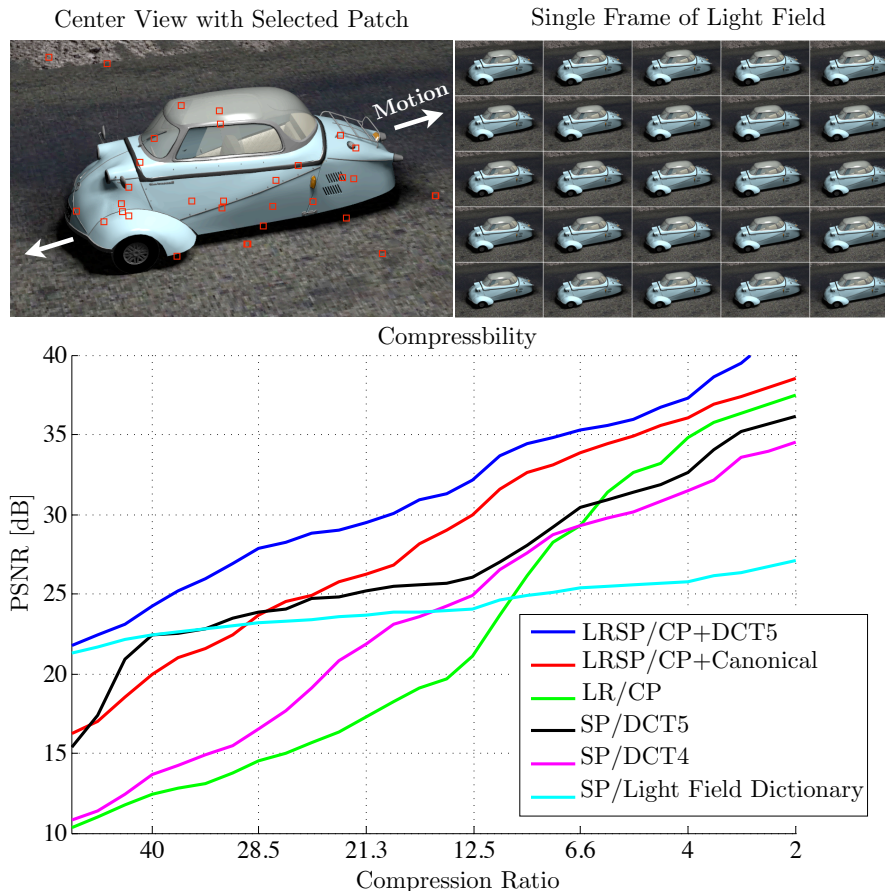 Center View with Selected Patch
Single Frame of Light Field
Motion
Compressbility
PSNR [dB]
40
35
30
25
20
15
10
LRSP/CP+DCT5
LRSP/CP+Canonical
LR/CP
SP/DCT5
SP/DCT4
SP/Light Field Dictionary
40
28.5
21.3
12.5
6.6
4
2
Compression Ratio